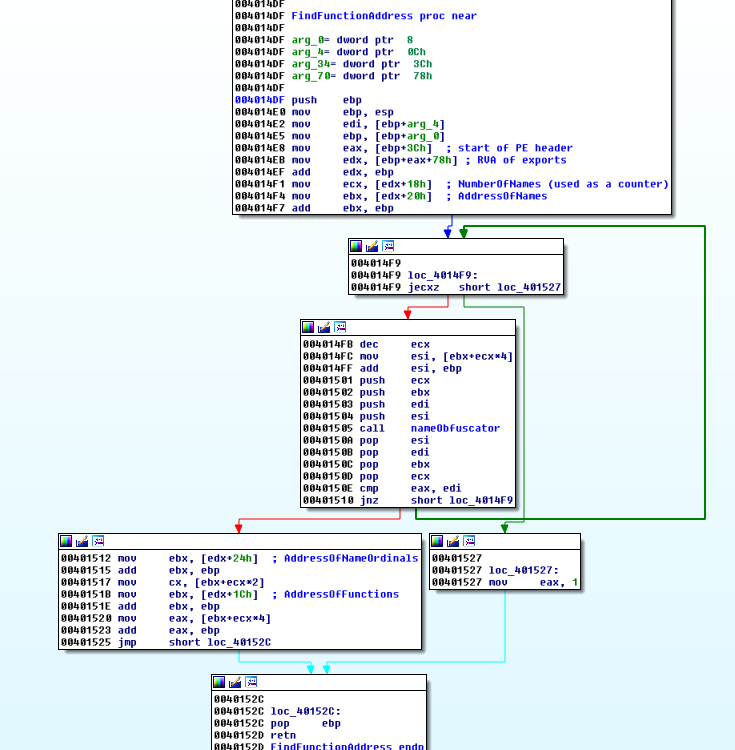 004014DF
004014DF FindFunctionAddress proc near
004014DF
004014DF arg_0= dword ptr  8
004014DF arg_4= dword ptr  0Ch
004014DF arg_34= dword ptr  3Ch
004014DF arg_70= dword ptr  78h
004014DF
004014DF push    ebp
004014E0 mov     ebp, esp
004014E2 mov     edi, [ebp+arg_4]
004014E5 mov     ebp, [ebp+arg_0]
004014E8 mov     eax, [ebp+3Ch]  ; start of PE header
004014EB mov     edx, [ebp+eax+78h] ; RVA of exports
004014EF add     edx, ebp
004014F1 mov     ecx, [edx+18h]  ; NumberOfNames (used as a counter)
004014F4 mov     ebx, [edx+20h]  ; AddressOfNames
004014F7 add     ebx, ebp
004014F9
004014F9 loc_4014F9:
004014F9 jecxz   short loc_401527
004014FB dec     ecx
004014FC mov     esi, [ebx+ecx*4]
004014FF add     esi, ebp
00401501 push    ecx
00401502 push    ebx
00401503 push    edi
00401504 push    esi
00401505 call    nameObfuscator
0040150A pop     esi
0040150B pop     edi
0040150C pop     ebx
0040150D pop     ecx
0040150E cmp     eax, edi
00401510 jnz     short loc_4014F9
00401512 mov     ebx, [edx+24h]  ; AddressOfNameOrdinals
00401515 add     ebx, ebp
00401517 mov     cx, [ebx+ecx*2]
0040151B mov     ebx, [edx+1Ch]  ; AddressOfFunctions
0040151E add     ebx, ebp
00401520 mov     eax, [ebx+ecx*4]
00401523 add     eax, ebp
00401525 jmp     short loc_40152C
00401527
00401527 loc_401527:
00401527 mov     eax, 1
0040152C
0040152C loc_40152C:
0040152C pop     ebp
0040152D retn
0040152D FindFunctionAddress endp